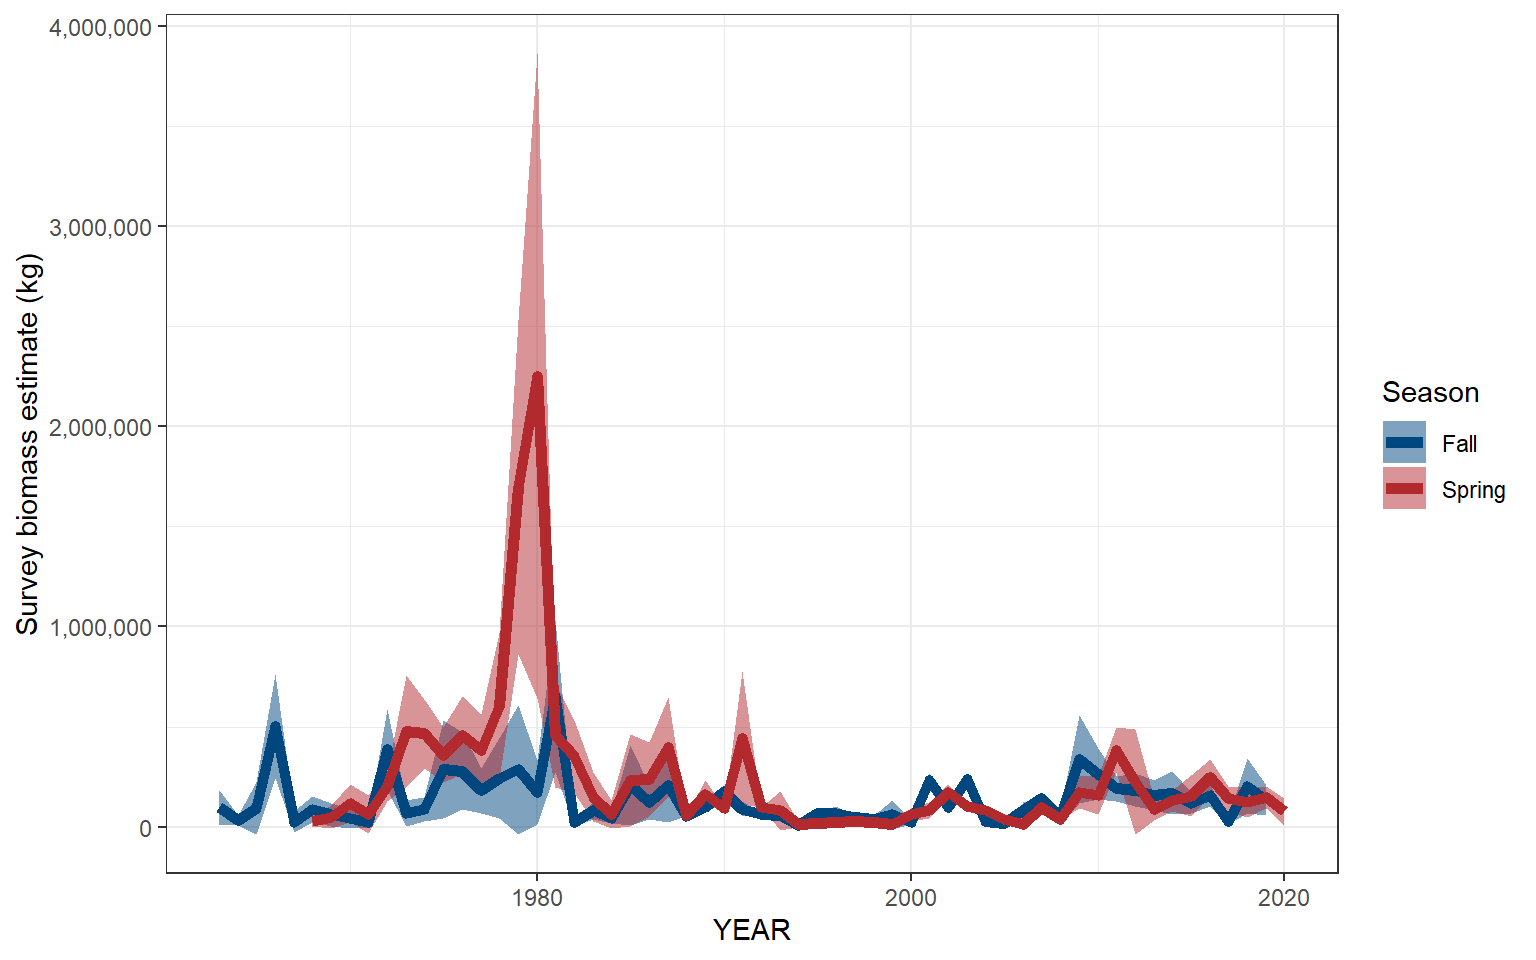 4,000,000
3,000,000
2,000,000
1,000,000
0
Survey biomass estimate (kg)
1980
2000
2020
YEAR
Season
Fall
Spring